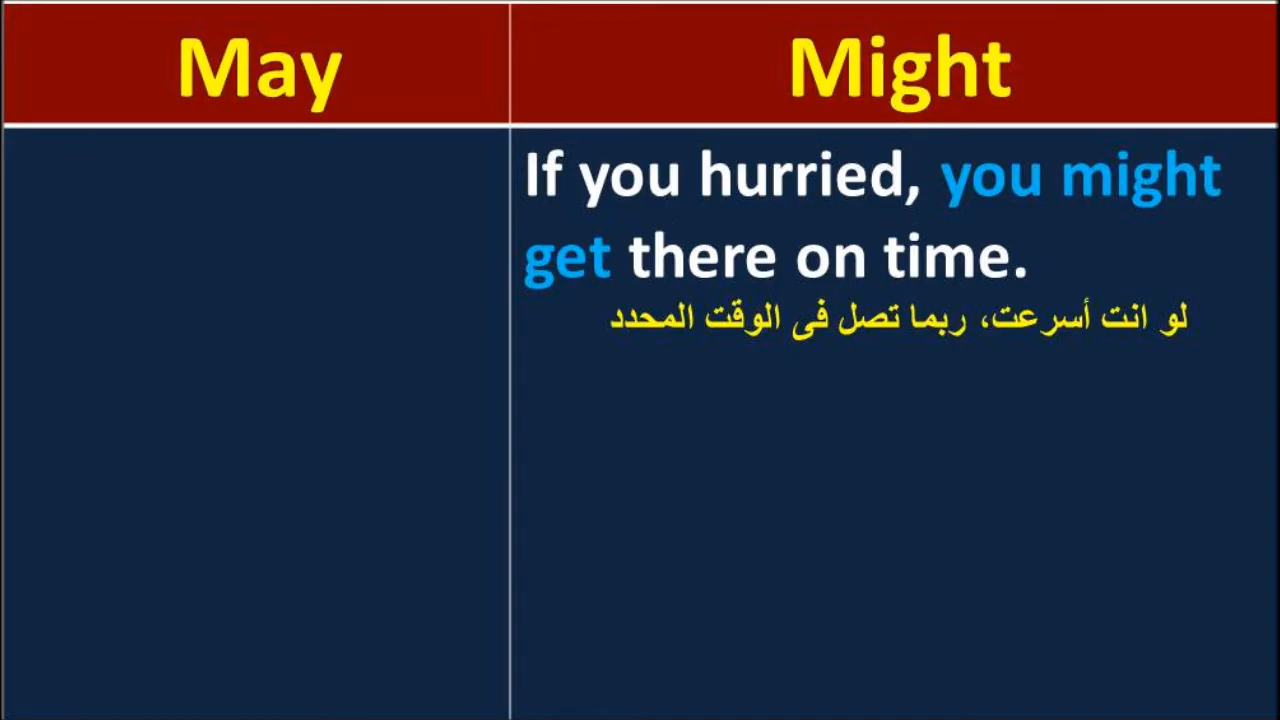 May
Might
If you hurried, you might
get there on time.
لو انت أسرعت، ربما تصل فى الوقت المحدد